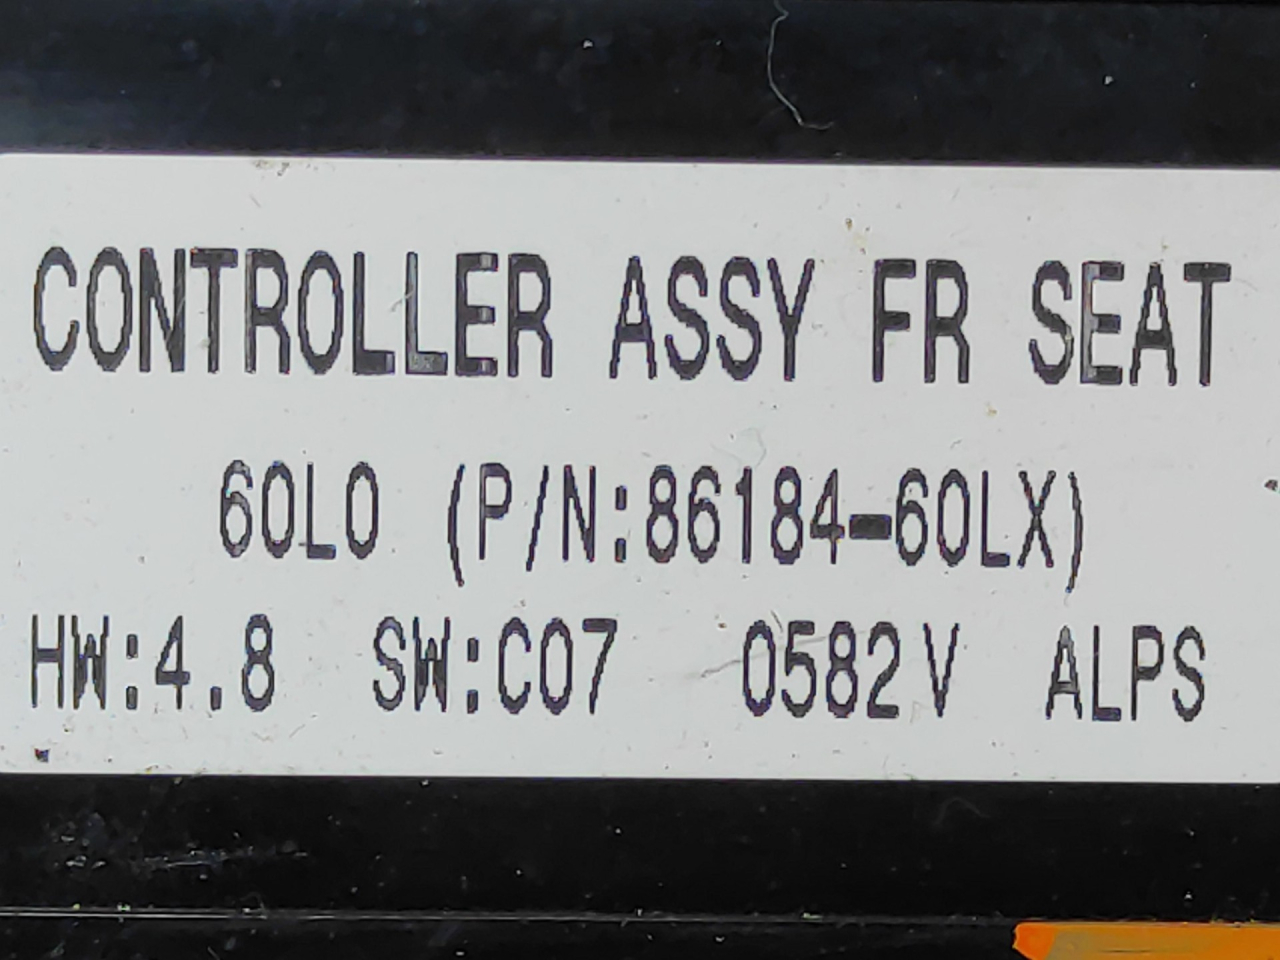 CONTROLLER ASSY FR SEAT
60L0 (P/N:86184-60LX)
HW:4.8 SW:C07 0582V ALPS